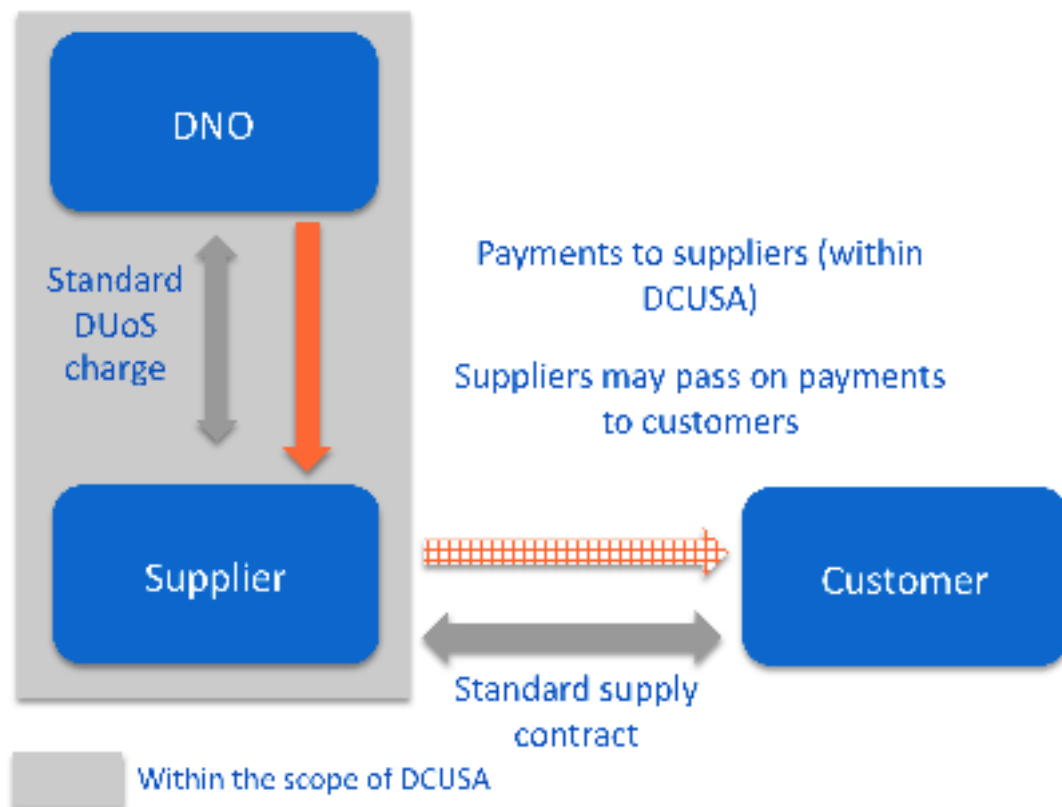 DNO
Standard
DUoS
charge
Payments to suppliers (within
DCUSA)
Suppliers may pass on payments
to customers
Supplier
Customer
Standard supply
contract
Within the scope of DCUSA